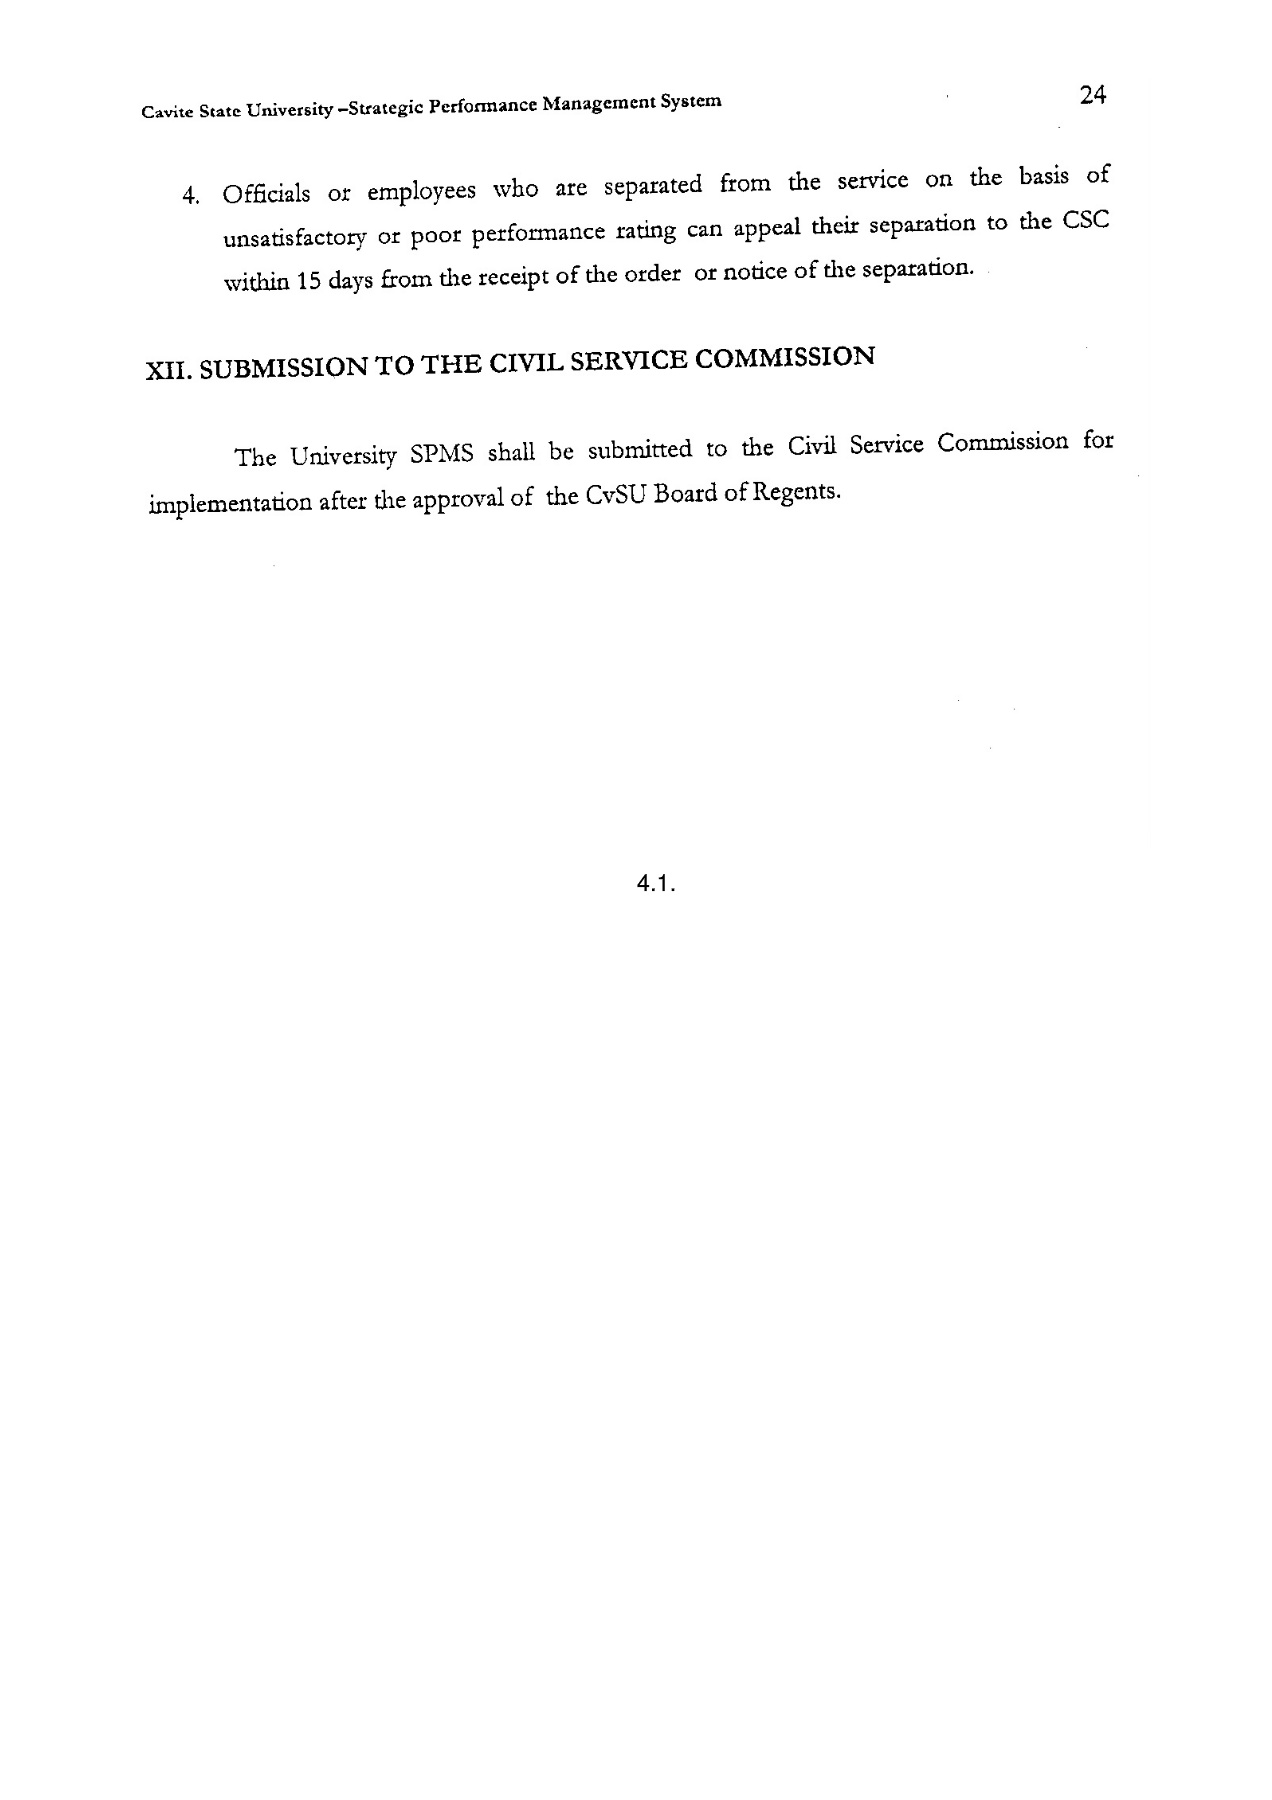 Cavite State University –Strategic Performance Management System
24
4. Officials or employees who are separated from the service on the basis of
unsatisfactory or poor performance rating can appeal their separation to the CSC
within 15 days from the receipt of the order or notice of the separation.
XII. SUBMISSION TO THE CIVIL SERVICE COMMISSION
The University SPMS shall be submitted to the Civil Service Commission for
implementation after the approval of the CvSU Board of Regents.
4.1.